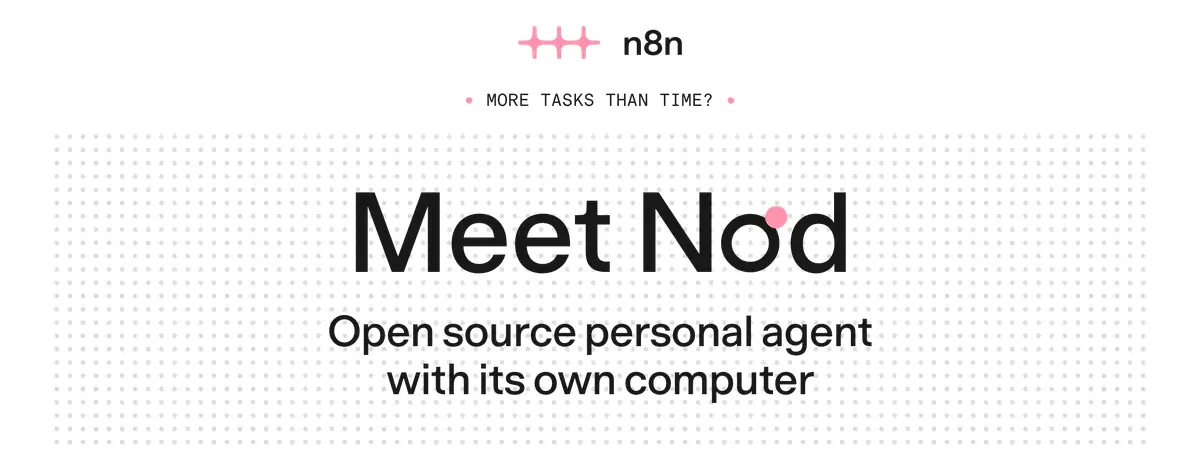 n8n
MORE TASKS THAN TIME?
Meet Nod
Open source personal agent
with its own computer